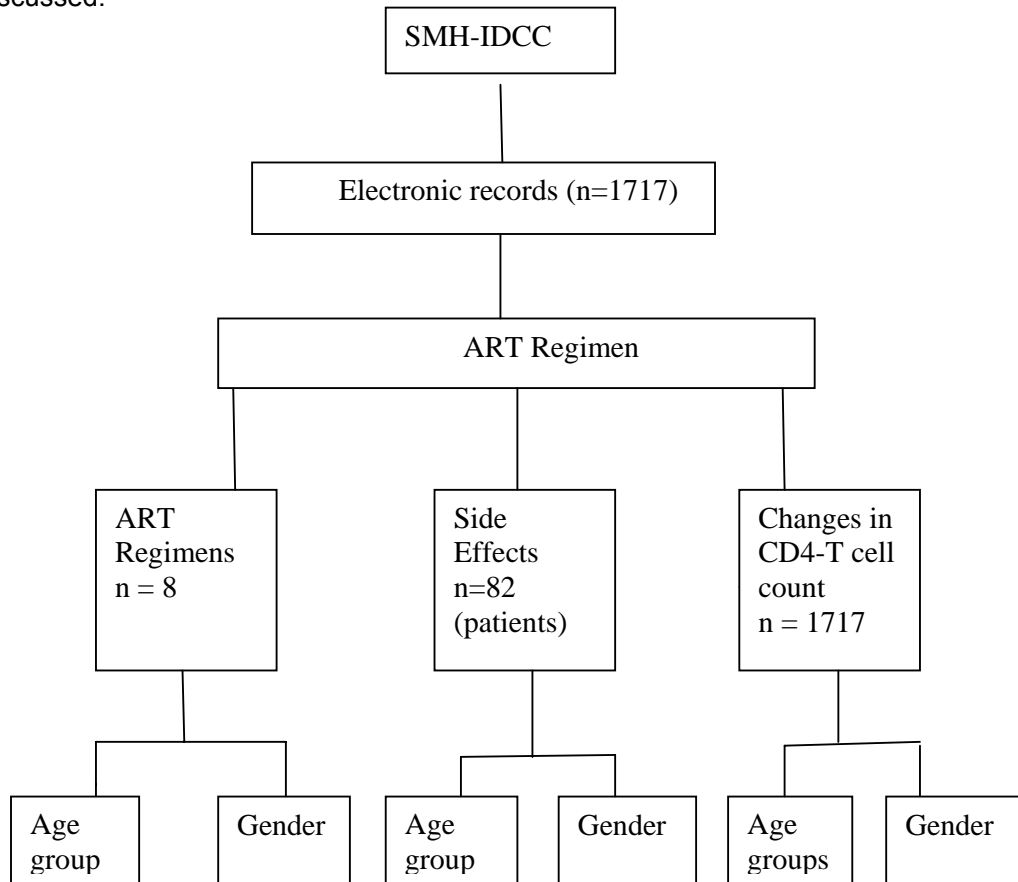 scussed.
SMH-IDCC
Electronic records (n=1717)
ART Regimen
ART
Regimens
n = 8
Side
Effects
n=82
(patients)
Changes in
CD4-T cell
count
n = 1717
Age
group
Gender
Age
group
Gender
Age
groups
Gender